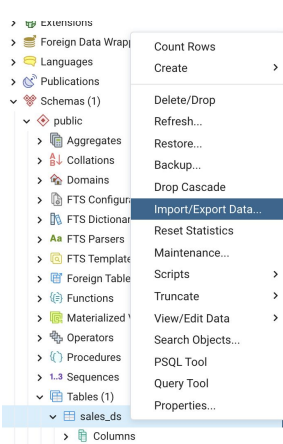 Extensions
Foreign Data Wrapp
Languages
Publications
Schemas (1)
public
Aggregates
Collations
Domains
FTS Configura
FTS Dictionar
Aa FTS Parsers
FTS Template
Foreign Table
Functions
Materialized V
Operators
Procedures
1..3 Sequences
Tables (1)
sales_ds
Columns
Count Rows
Create
Delete/Drop
Refresh...
Restore...
Backup...
Drop Cascade
Import/Export Data...
Reset Statistics
Maintenance...
Scripts
Truncate
View/Edit Data
Search Objects...
PSQL Tool
Query Tool
Properties...